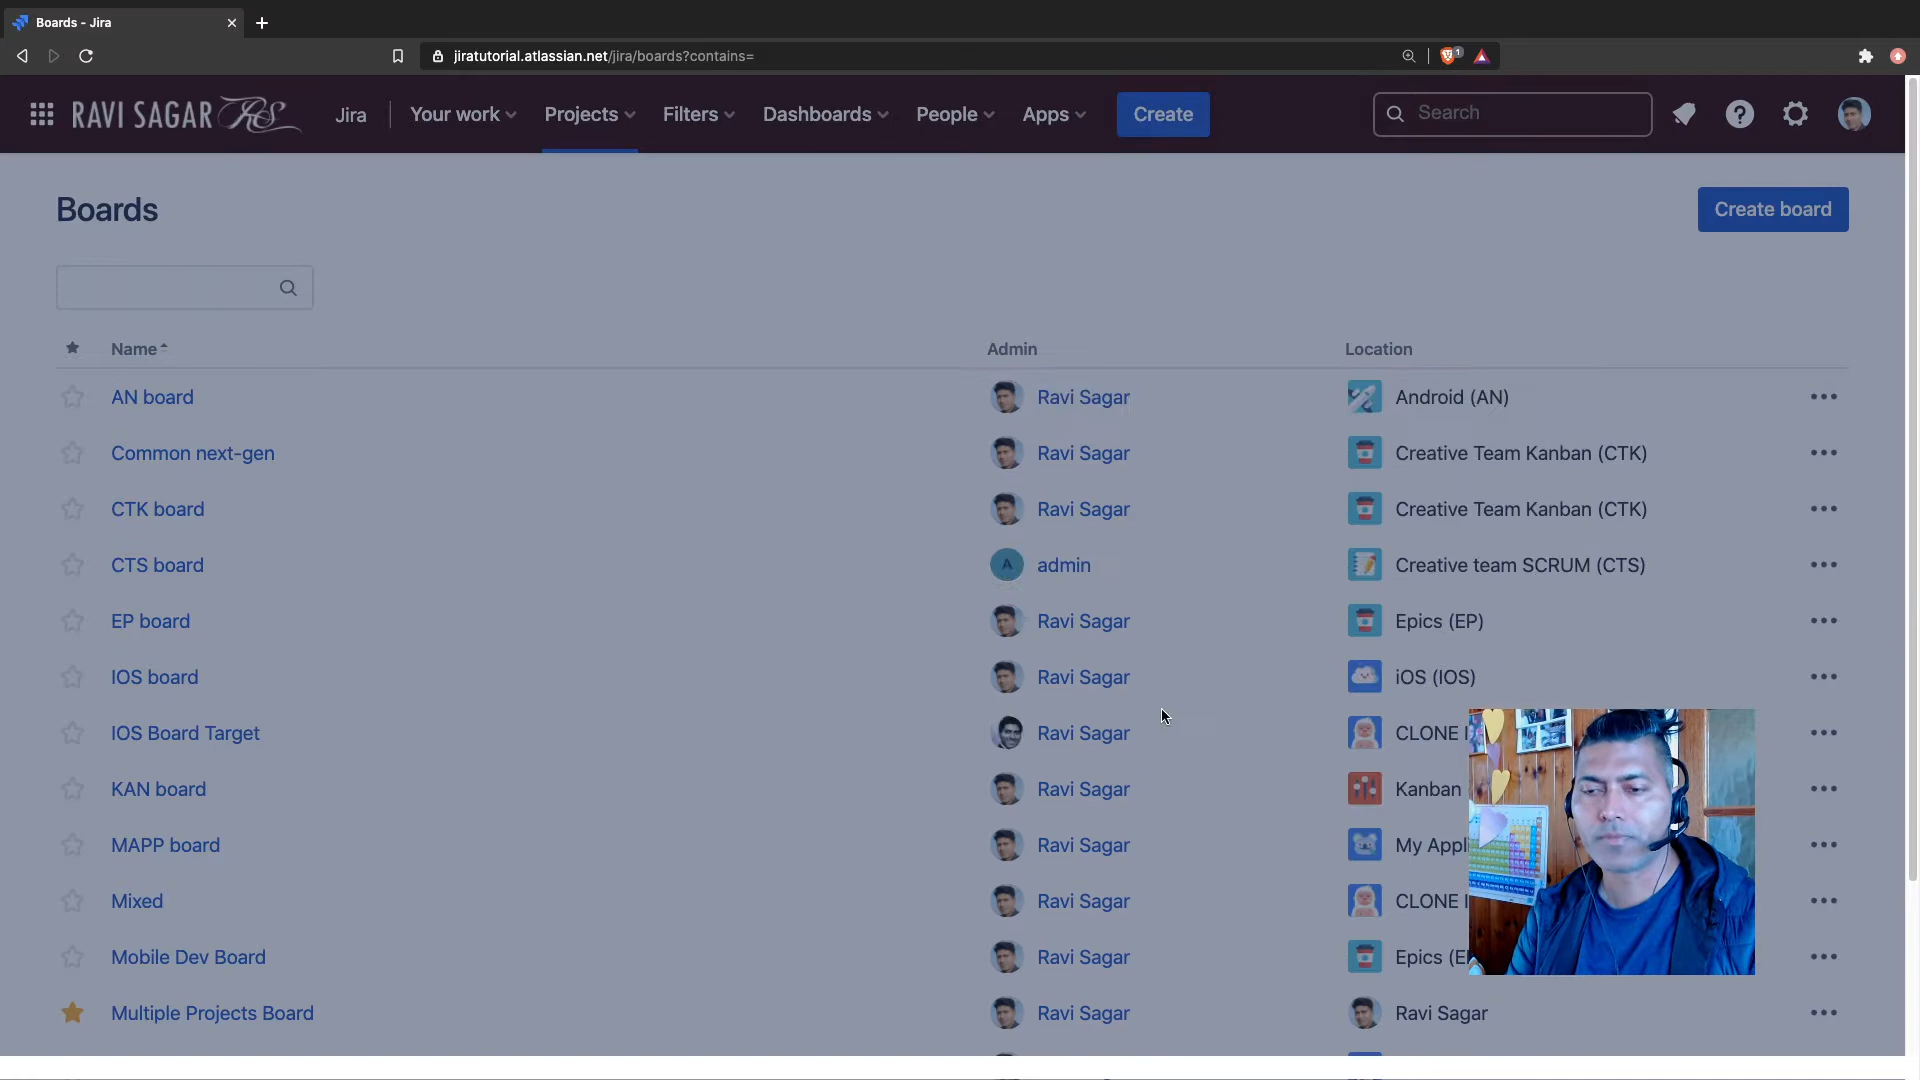 Boards - Jira
jiratutorial.atlassian.net/jira/boards?contains=
1
RAVI SAGAR RS
Jira
Your work
Projects
Filters
Dashboards
People
Apps
Create
Search
Boards
Create board
Name Admin Location
AN board Ravi Sagar Android (AN)
Common next-gen Ravi Sagar Creative Team Kanban (CTK)
CTK board Ravi Sagar Creative Team Kanban (CTK)
CTS board A admin Creative team SCRUM (CTS)
EP board Ravi Sagar Epics (EP)
IOS board Ravi Sagar iOS (IOS)
IOS Board Target Ravi Sagar CLONE
KAN board Ravi Sagar Kanban
MAPP board Ravi Sagar My Appl
Mixed Ravi Sagar CLONE
Mobile Dev Board Ravi Sagar Epics (E
Multiple Projects Board Ravi Sagar Ravi Sagar